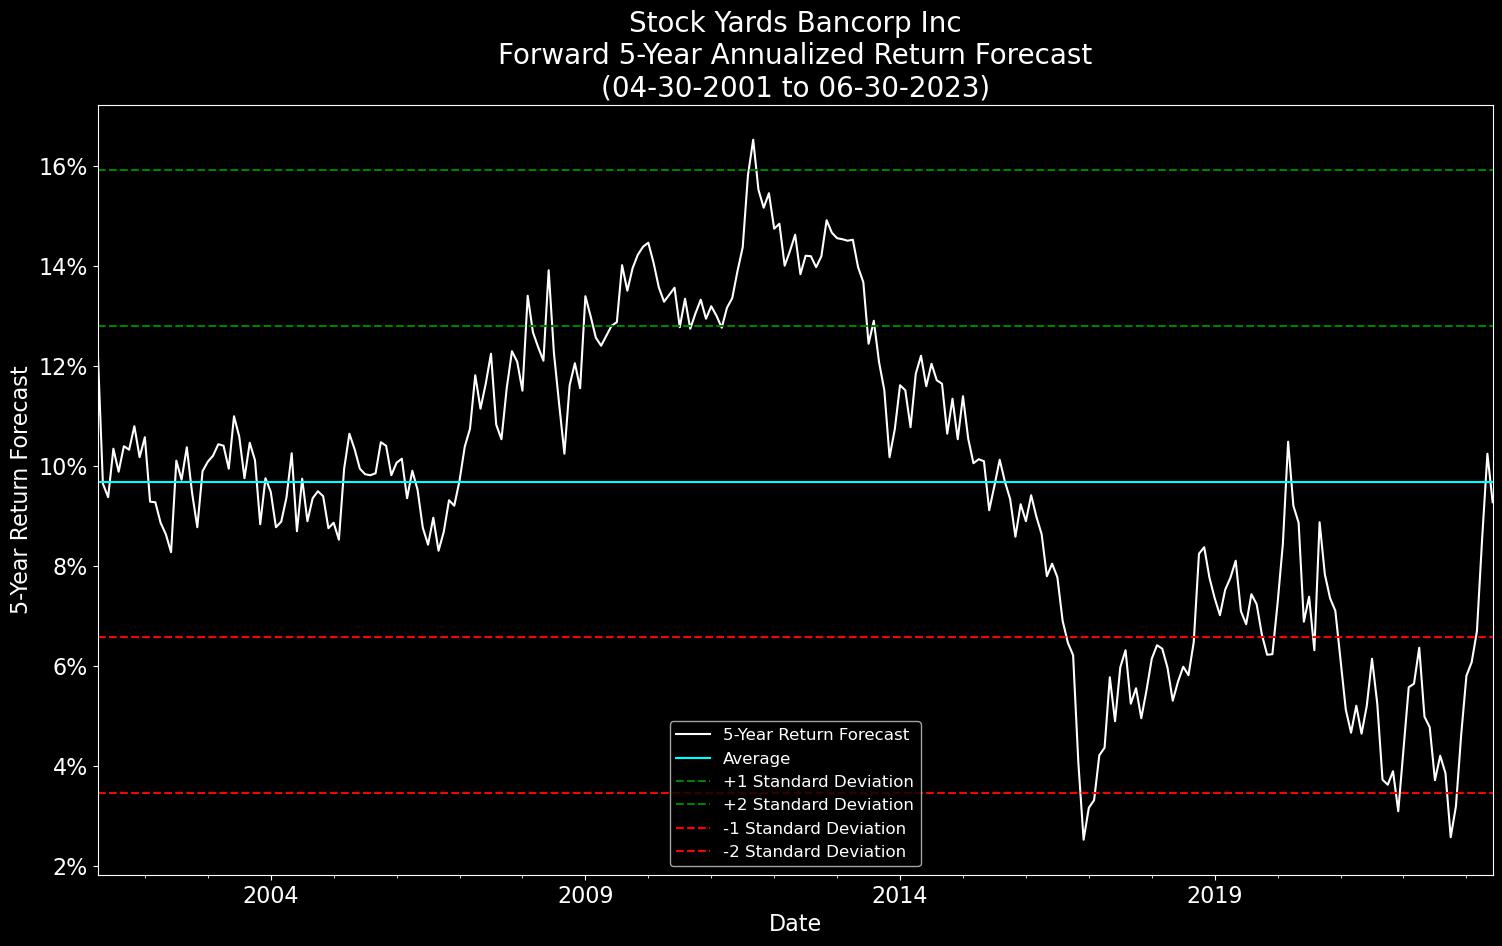 Stock Yards Bancorp Inc
Forward 5-Year Annualized Return Forecast
(04-30-2001 to 06-30-2023)
16%
14%
12%
10%
8%
6%
4%
2%
5-Year Return Forecast
5-Year Return Forecast
Average
+1 Standard Deviation
+2 Standard Deviation
-1 Standard Deviation
-2 Standard Deviation
2004 2009 2014 2019
Date